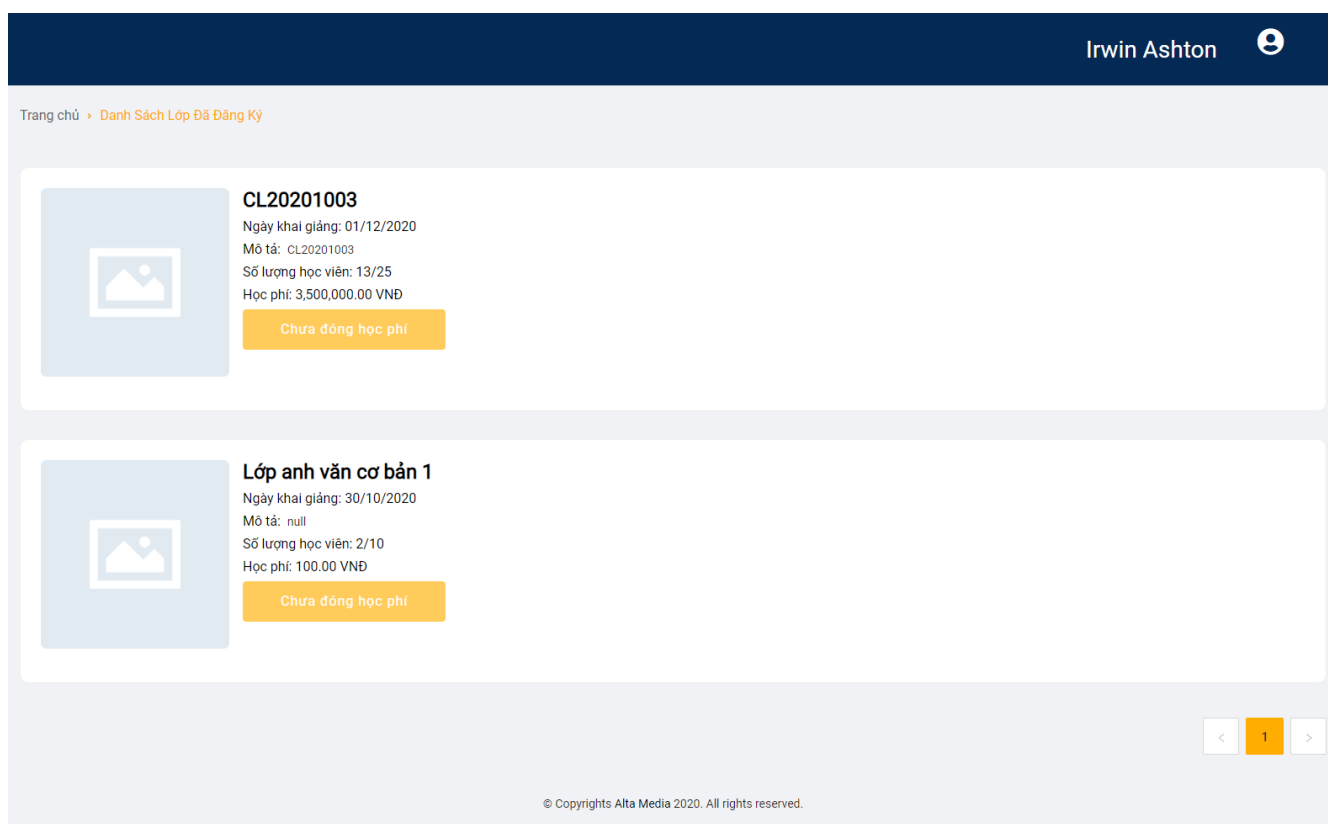 Irwin Ashton
Trang chủ › Danh Sách Lớp Đã Đăng Ký
CL20201003
Ngày khai giảng: 01/12/2020
Mô tả: CL20201003
Số lượng học viên: 13/25
Học phí: 3,500,000.00 VNĐ
Chưa đóng học phí
Lớp anh văn cơ bản 1
Ngày khai giảng: 30/10/2020
Mô tả: null
Số lượng học viên: 2/10
Học phí: 100.00 VNĐ
Chưa đóng học phí
< 1 >
© Copyrights Alta Media 2020. All rights reserved.